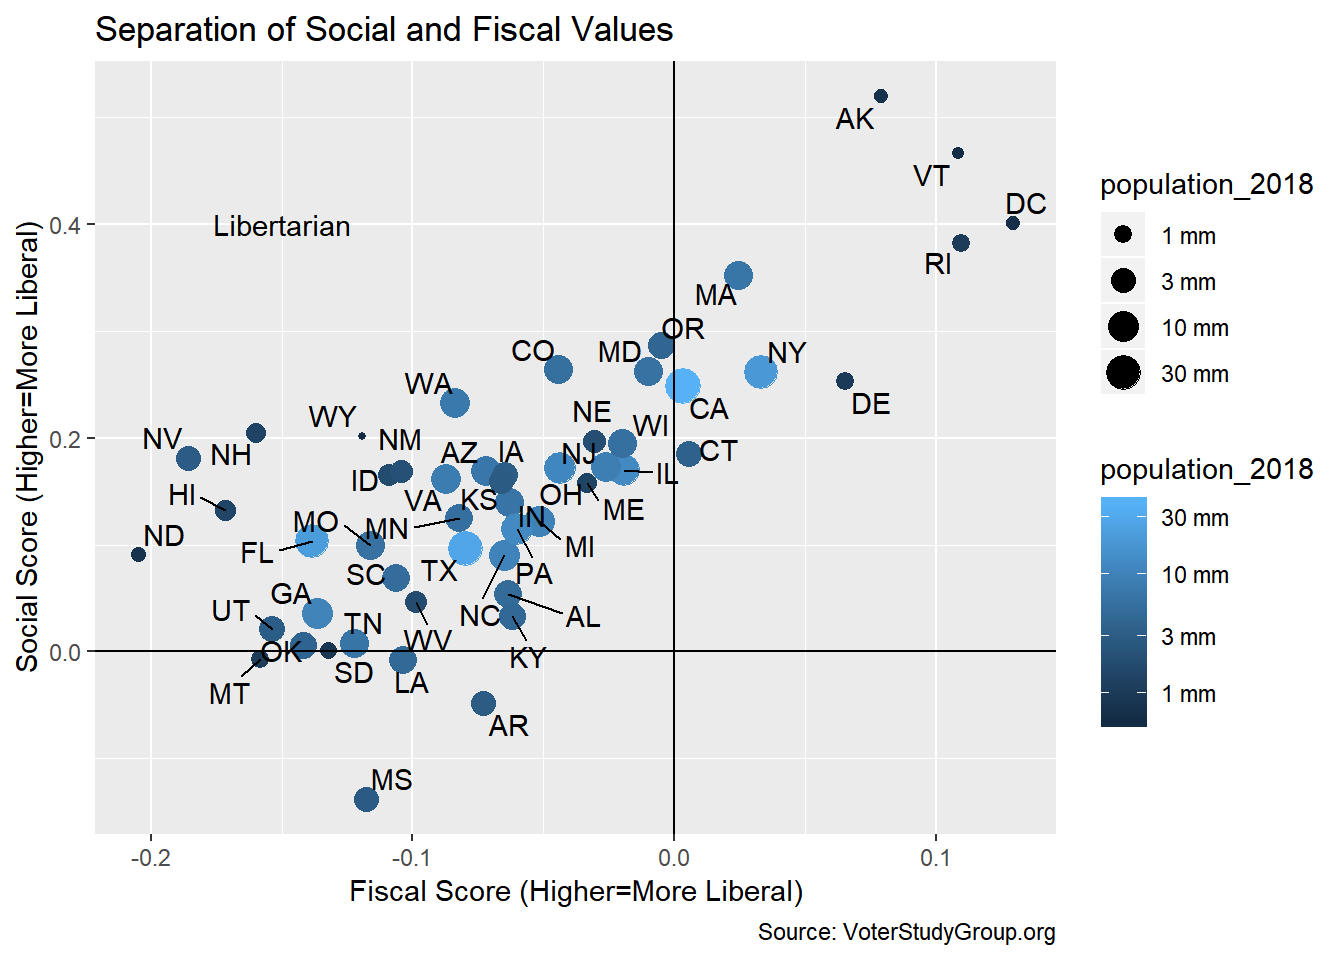 Separation of Social and Fiscal Values
Social Score (Higher=More Liberal)
0.4
0.2
0.0
Libertarian
AK
VT
DC
RI
MA
OR
CO
MD
NY
WA
CA
DE
NE
WY
WI
NV
NH
NM
AZ
IA
NJ
CT
ID
IL
HI
VA
KS
OH
ME
ND
MO
MN
IN
FL
MI
SC
TX
PA
GA
UT
TN
NC
AL
OK
WV
KY
SD
MT
LA
AR
MS
-0.2
-0.1
0.0
0.1
Fiscal Score (Higher=More Liberal)
Source: VoterStudyGroup.org
population_2018
1 mm
3 mm
10 mm
30 mm
population_2018
30 mm
10 mm
3 mm
1 mm